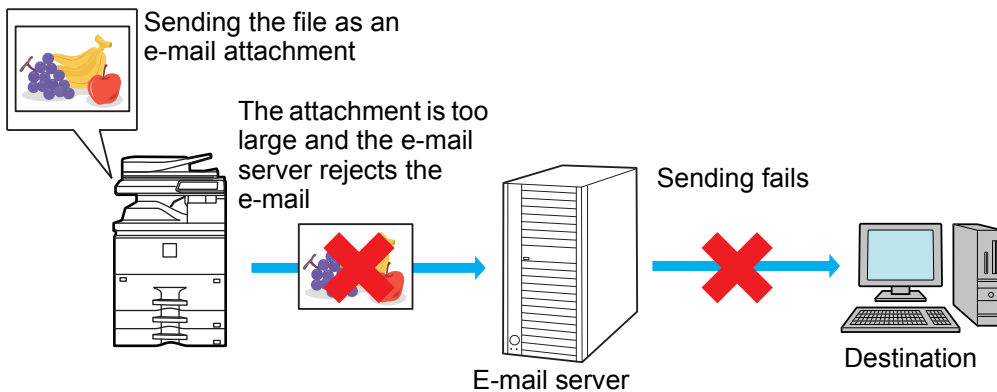 Sending the file as an
e-mail attachment
The attachment is too
large and the e-mail
server rejects the
e-mail
Sending fails
E-mail server
Destination